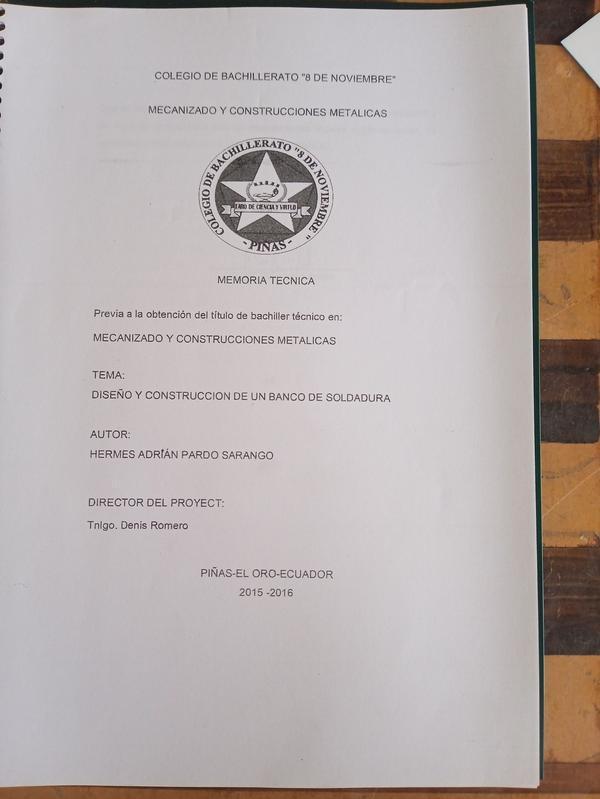 COLEGIO DE BACHILLERATO "8 DE NOVIEMBRE"
MECANIZADO Y CONSTRUCCIONES METALICAS
COLEGIO DE BACHILLERATO "8 DE NOVIEMBRE"
FARO DE CIENCIA Y VIRTUD
- PIÑAS -
MEMORIA TECNICA
Previa a la obtención del título de bachiller técnico en:
MECANIZADO Y CONSTRUCCIONES METALICAS
TEMA:
DISEÑO Y CONSTRUCCION DE UN BANCO DE SOLDADURA
AUTOR:
HERMES ADRÍÁN PARDO SARANGO
DIRECTOR DEL PROYECT:
Tnlgo. Denis Romero
PIÑAS-EL ORO-ECUADOR
2015 -2016